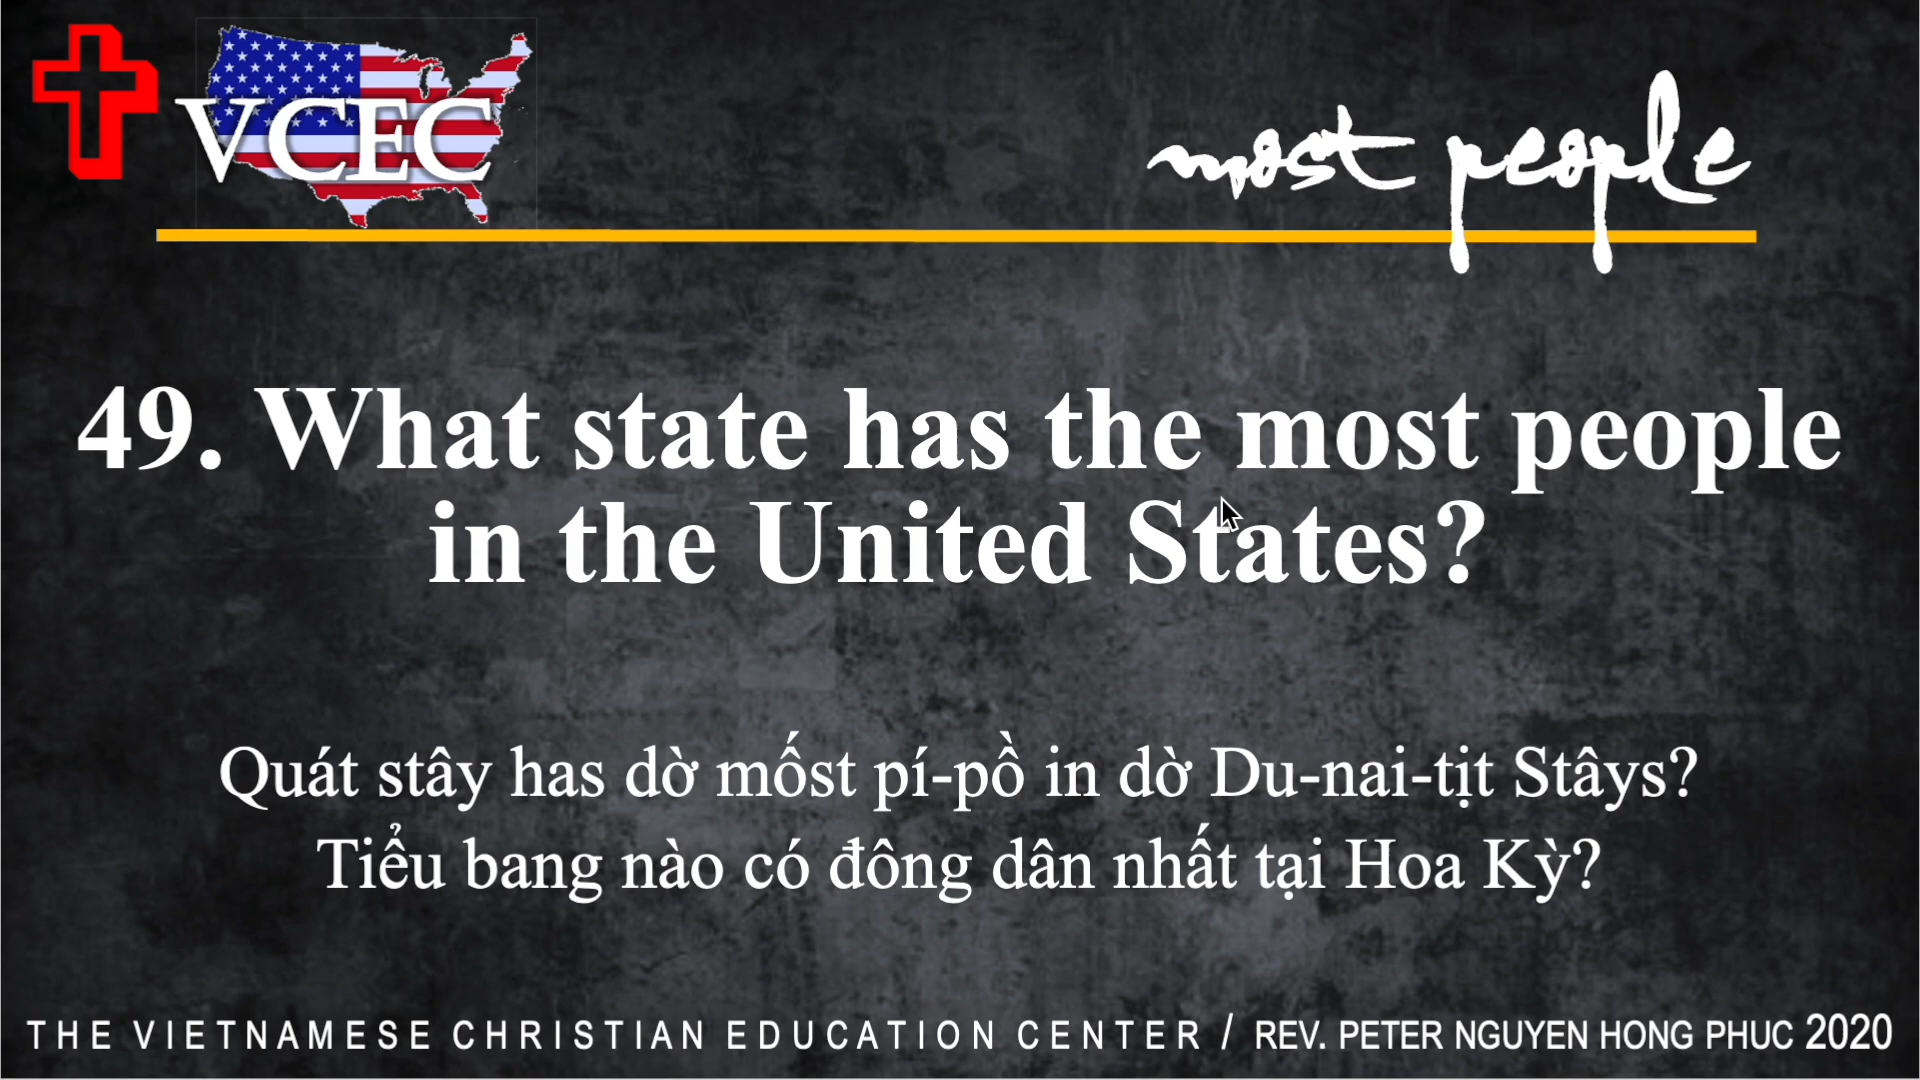 VCEC
most people
49. What state has the most people
in the United States?
Quát stây has dờ mốst pí-pồ in dờ Du-nai-tịt Stâys?
Tiểu bang nào có đông dân nhất tại Hoa Kỳ?
THE VIETNAMESE CHRISTIAN EDUCATION CENTER / REV. PETER NGUYEN HONG PHUC 2020